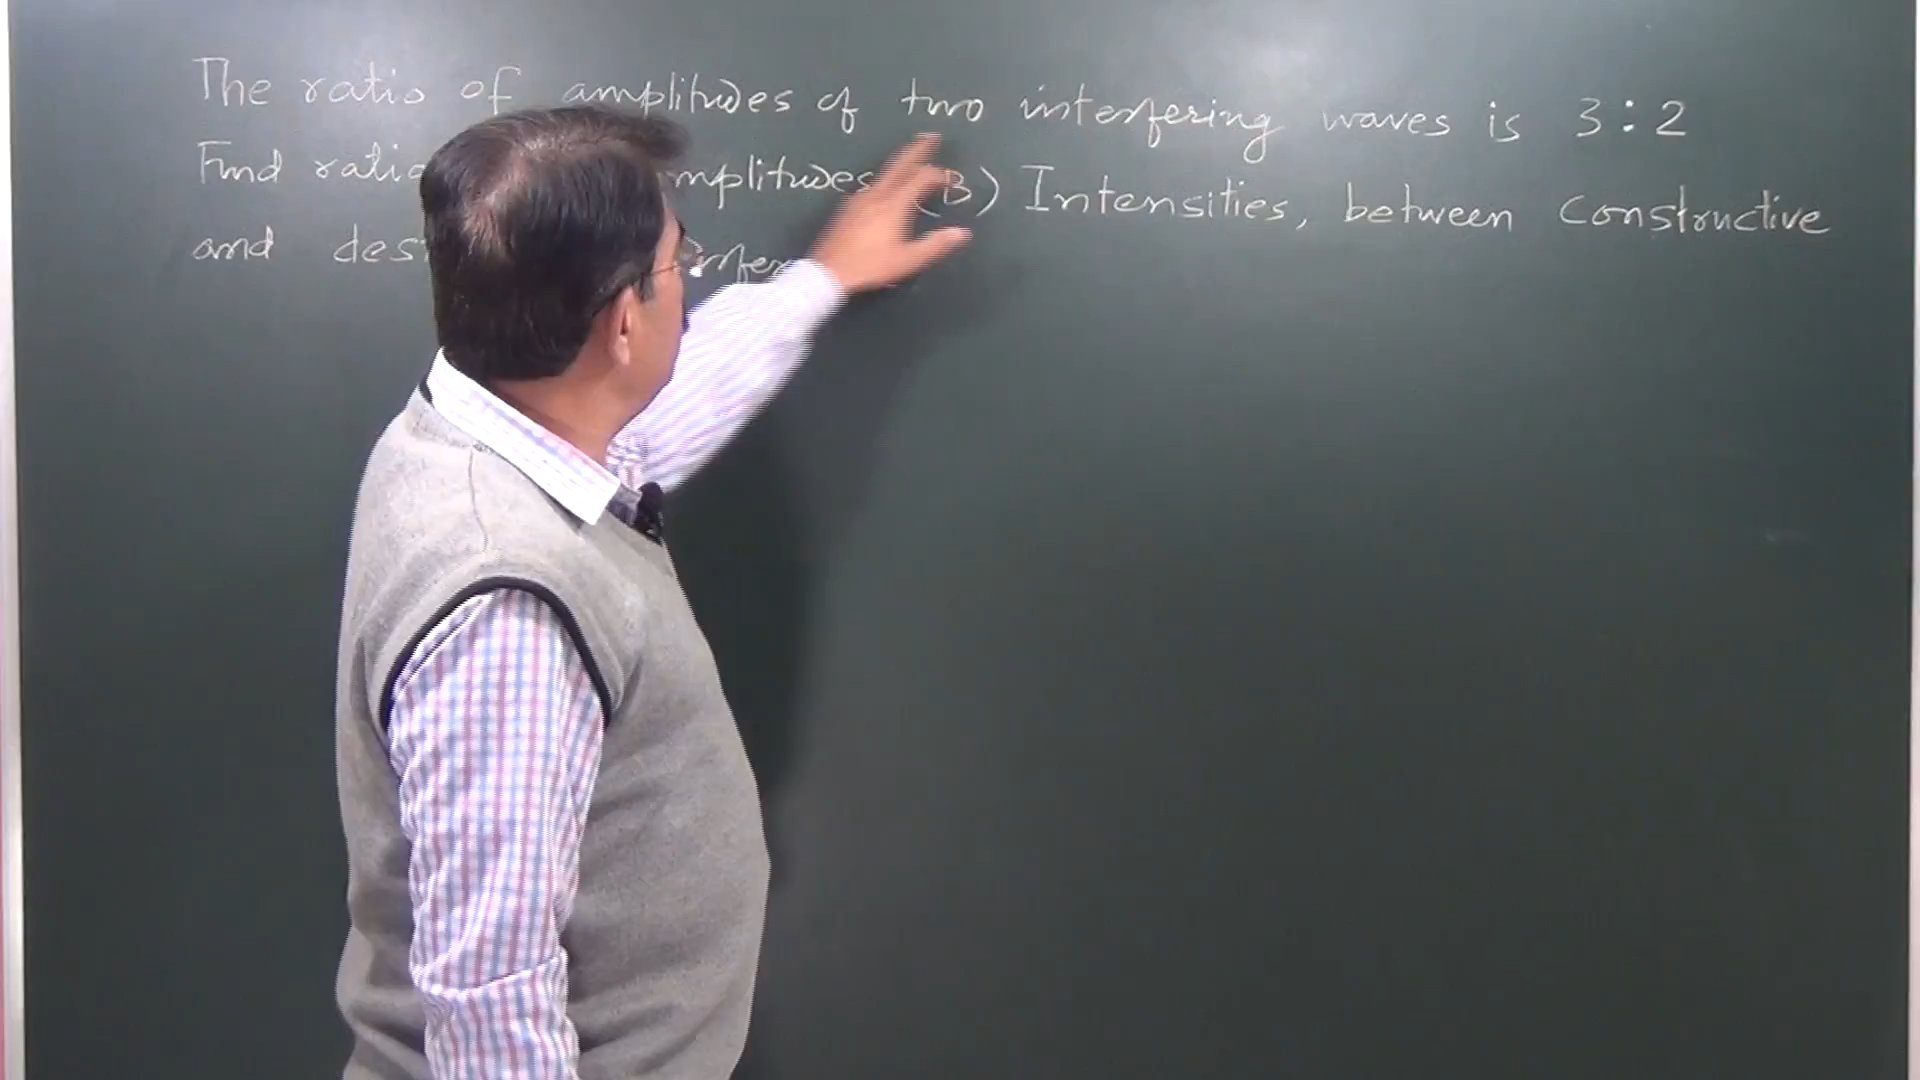 The ratio of amplitudes of two interfering waves is 3:2
Find ratio mplitudes (B) Intensities, between constructive
and des nfer